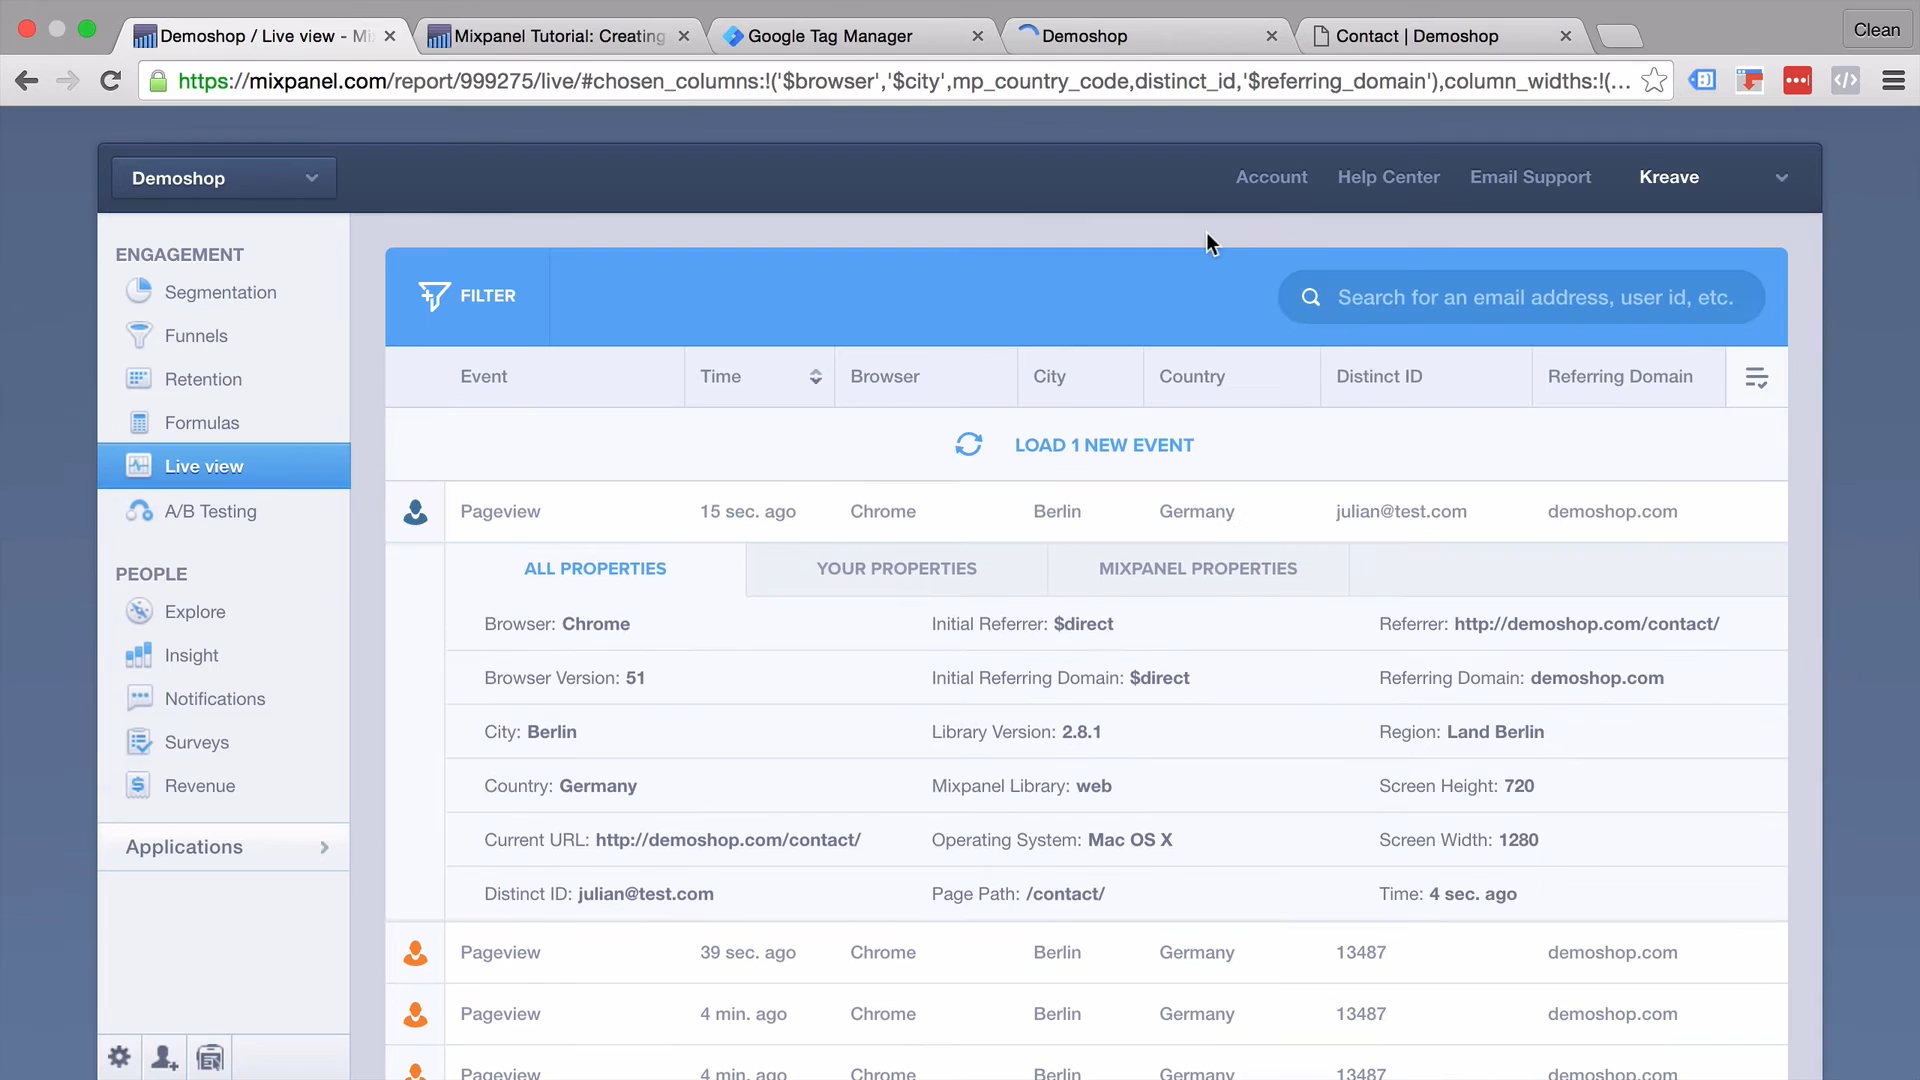 Demoshop / Live view - Mi
Mixpanel Tutorial: Creating
Google Tag Manager
Demoshop
Contact | Demoshop
Clean
https://mixpanel.com/report/999275/live/#chosen_columns:!('$browser','$city',mp_country_code,distinct_id,'$referring_domain'),column_widths:!(...
Demoshop
Account
Help Center
Email Support
Kreave
ENGAGEMENT
Segmentation
Funnels
Retention
Formulas
Live view
A/B Testing
PEOPLE
Explore
Insight
Notifications
Surveys
Revenue
Applications
FILTER
Search for an email address, user id, etc.
Event Time Browser City Country Distinct ID Referring Domain
LOAD 1 NEW EVENT
Pageview 15 sec. ago Chrome Berlin Germany julian@test.com demoshop.com
ALL PROPERTIES YOUR PROPERTIES MIXPANEL PROPERTIES
Browser: Chrome Initial Referrer: $direct Referrer: http://demoshop.com/contact/
Browser Version: 51 Initial Referring Domain: $direct Referring Domain: demoshop.com
City: Berlin Library Version: 2.8.1 Region: Land Berlin
Country: Germany Mixpanel Library: web Screen Height: 720
Current URL: http://demoshop.com/contact/ Operating System: Mac OS X Screen Width: 1280
Distinct ID: julian@test.com Page Path: /contact/ Time: 4 sec. ago
Pageview 39 sec. ago Chrome Berlin Germany 13487 demoshop.com
Pageview 4 min. ago Chrome Berlin Germany 13487 demoshop.com
Pageview 4 min. ago Chrome Berlin Germany 13487 demoshop.com